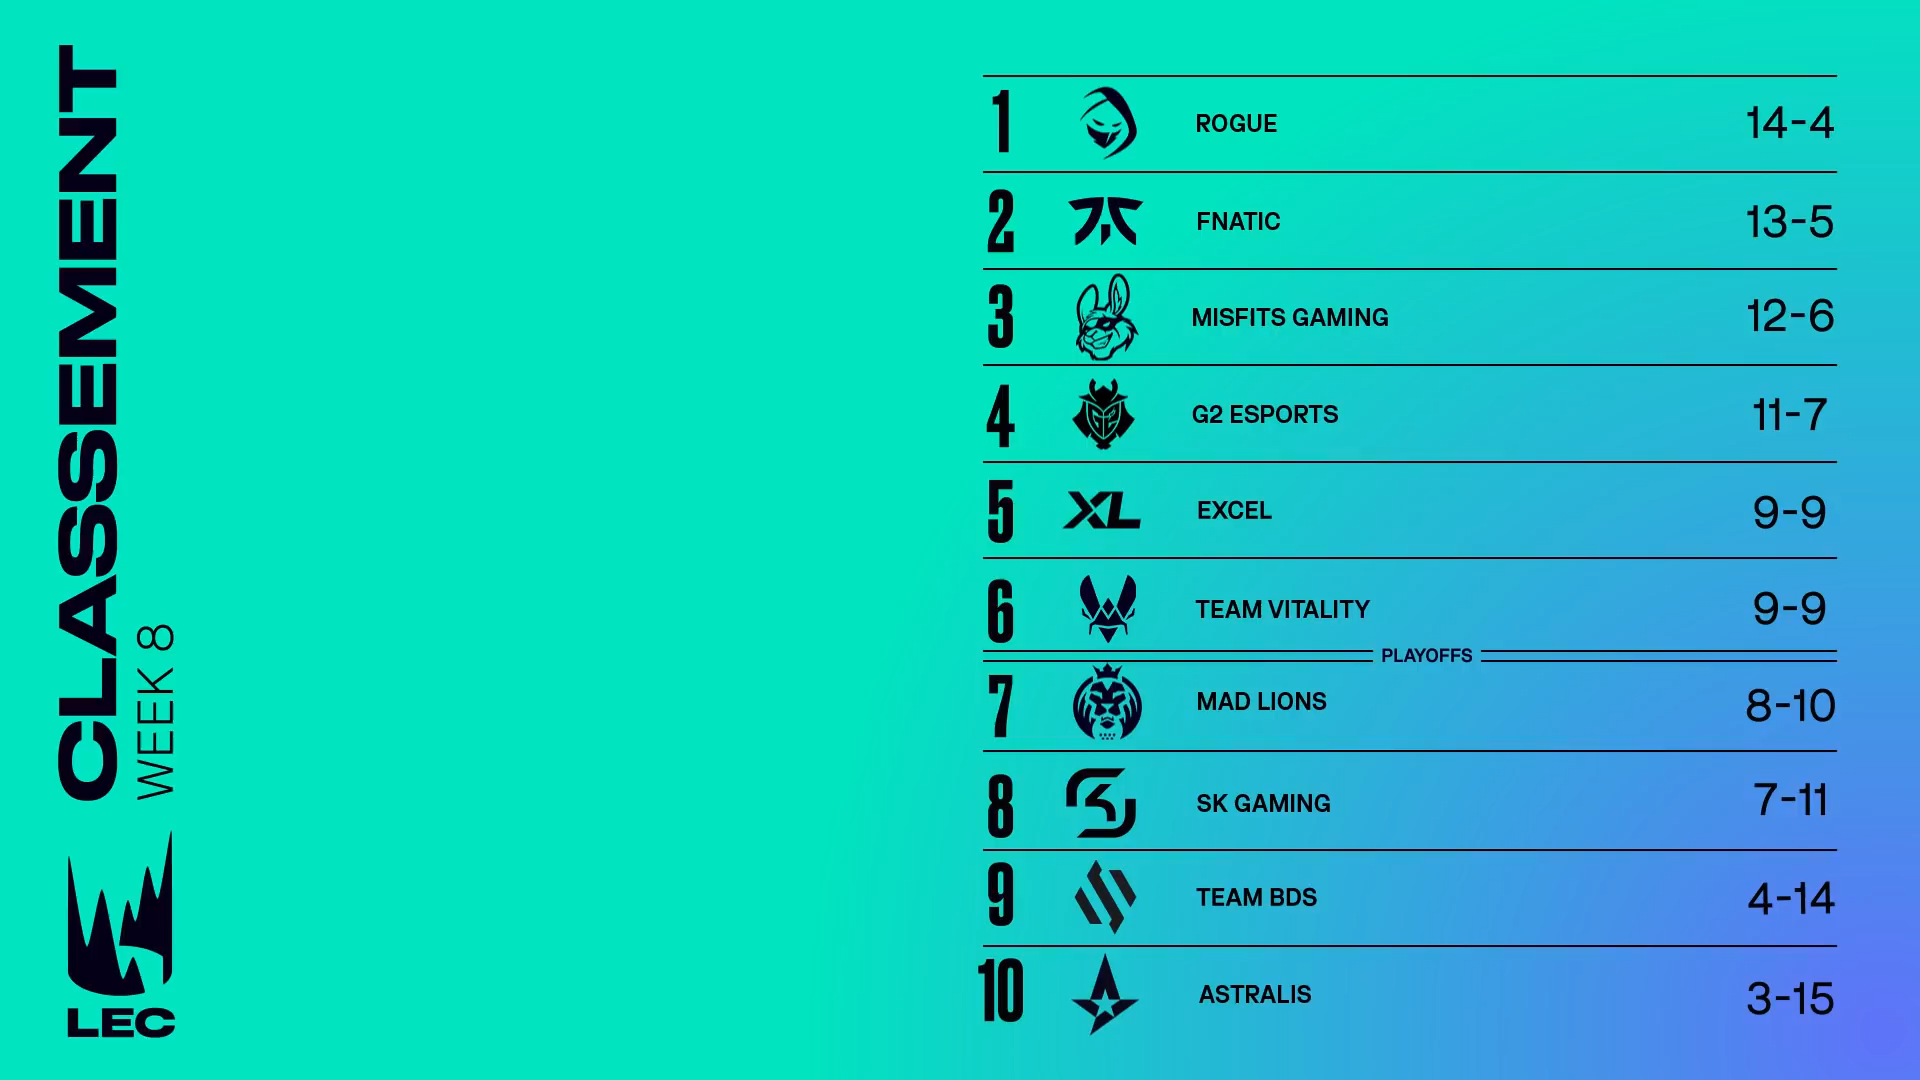 CLASSEMENT
WEEK 8
LEC
1 ROGUE 14-4
2 FNATIC 13-5
3 MISFITS GAMING 12-6
4 G2 ESPORTS 11-7
5 XL EXCEL 9-9
6 TEAM VITALITY 9-9
PLAYOFFS
7 MAD LIONS 8-10
8 SK GAMING 7-11
9 TEAM BDS 4-14
10 ASTRALIS 3-15